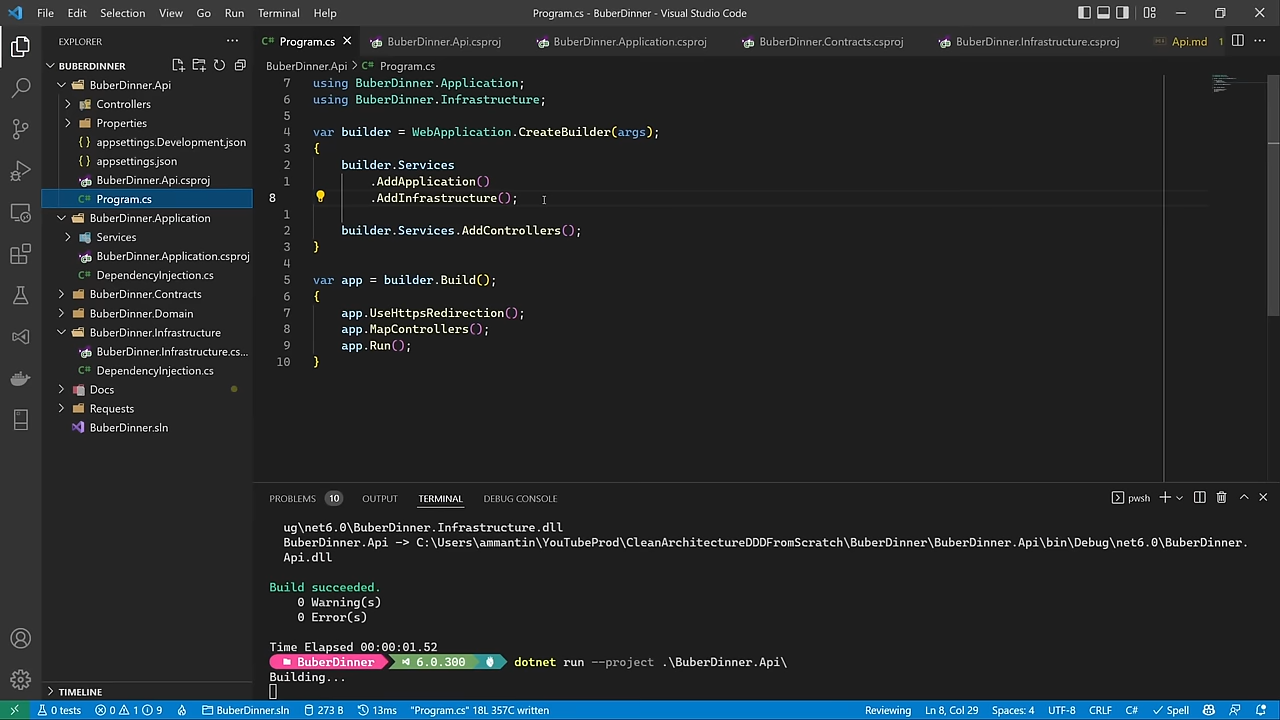 File Edit Selection View Go Run Terminal Help
Program.cs - BuberDinner - Visual Studio Code
EXPLORER
Program.cs
BuberDinner.Api.csproj
BuberDinner.Application.csproj
BuberDinner.Contracts.csproj
BuberDinner.Infrastructure.csproj
Api.md 1
BUBERDINNER
BuberDinner.Api
Controllers
Properties
appsettings.Development.json
appsettings.json
BuberDinner.Api.csproj
Program.cs
BuberDinner.Application
Services
BuberDinner.Application.csproj
DependencyInjection.cs
BuberDinner.Contracts
BuberDinner.Domain
BuberDinner.Infrastructure
BuberDinner.Infrastructure.cs...
DependencyInjection.cs
Docs
Requests
BuberDinner.sln
TIMELINE
BuberDinner.Api > Program.cs
7 using BuberDinner.Application;
6 using BuberDinner.Infrastructure;
5
4 var builder = WebApplication.CreateBuilder(args);
3 {
2 builder.Services
1 .AddApplication()
8 .AddInfrastructure();
1
2 builder.Services.AddControllers();
3 }
4
5 var app = builder.Build();
6 {
7 app.UseHttpsRedirection();
8 app.MapControllers();
9 app.Run();
10 }
PROBLEMS 10 OUTPUT TERMINAL DEBUG CONSOLE
pwsh
ug\net6.0\BuberDinner.Infrastructure.dll
BuberDinner.Api -> C:\Users\ammantin\YouTubeProd\CleanArchitectureDDDFromScratch\BuberDinner\BuberDinner.Api\bin\Debug\net6.0\BuberDinner.
Api.dll
Build succeeded.
0 Warning(s)
0 Error(s)
Time Elapsed 00:00:01.52
BuberDinner 6.0.300 dotnet run --project .\BuberDinner.Api\
Building...
0 tests 0 1 9 BuberDinner.sln 273 B 13ms "Program.cs" 18L 357C written
Reviewing Ln 8, Col 29 Spaces: 4 UTF-8 CRLF C# Spell